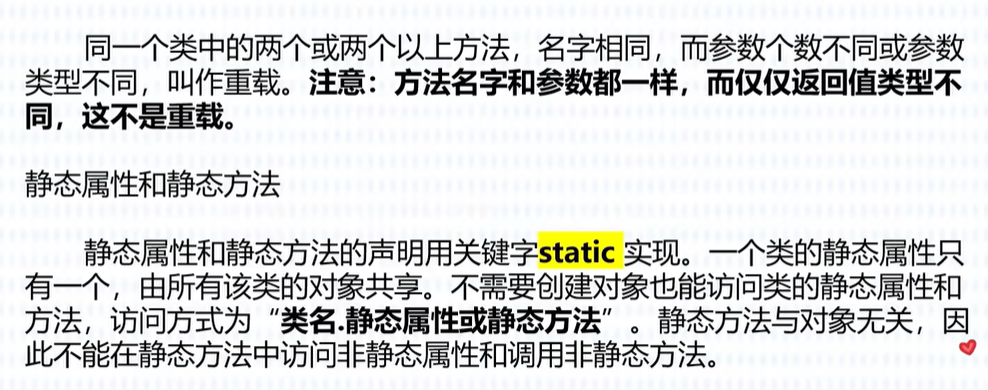 同一个类中的两个或两个以上方法，名字相同，而参数个数不同或参数
类型不同，叫作重载。注意：方法名字和参数都一样，而仅仅返回值类型不
同，这不是重载。
静态属性和静态方法
静态属性和静态方法的声明用关键字static 实现。一个类的静态属性只
有一个，由所有该类的对象共享。不需要创建对象也能访问类的静态属性和
方法，访问方式为“类名.静态属性或静态方法”。静态方法与对象无关，因
此不能在静态方法中访问非静态属性和调用非静态方法。